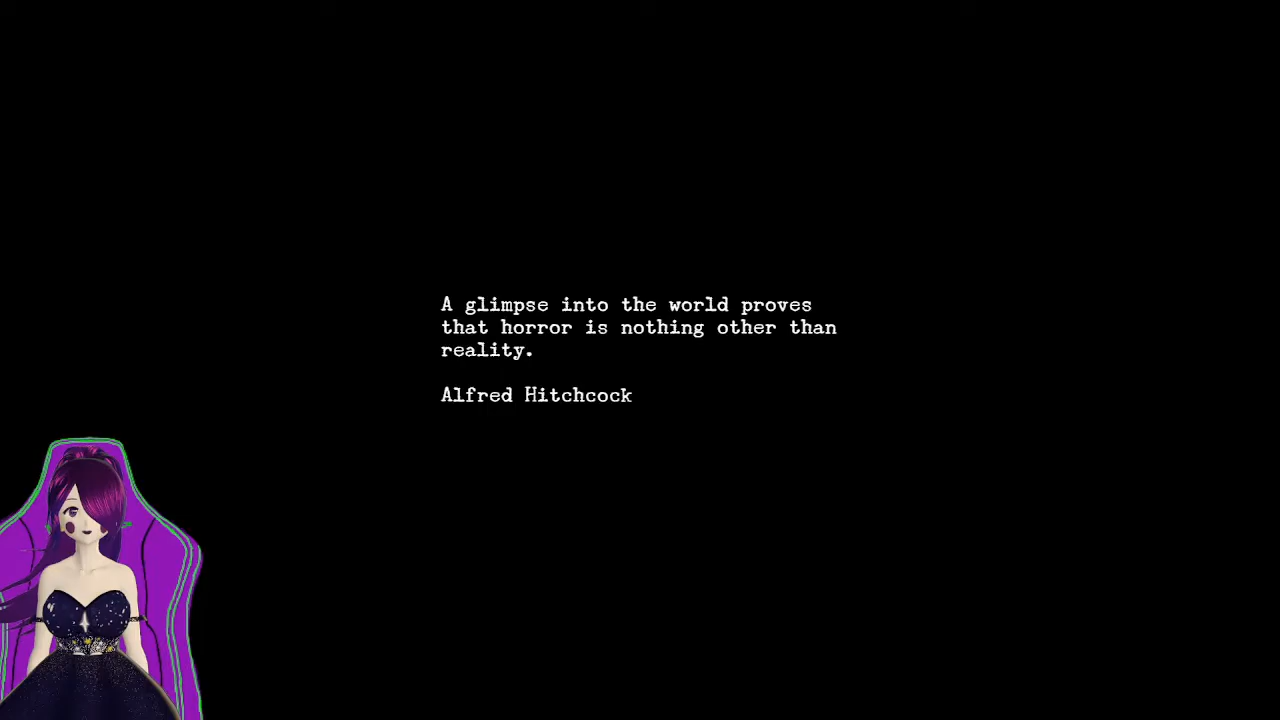 A glimpse into the world proves
that horror is nothing other than
reality.
Alfred Hitchcock